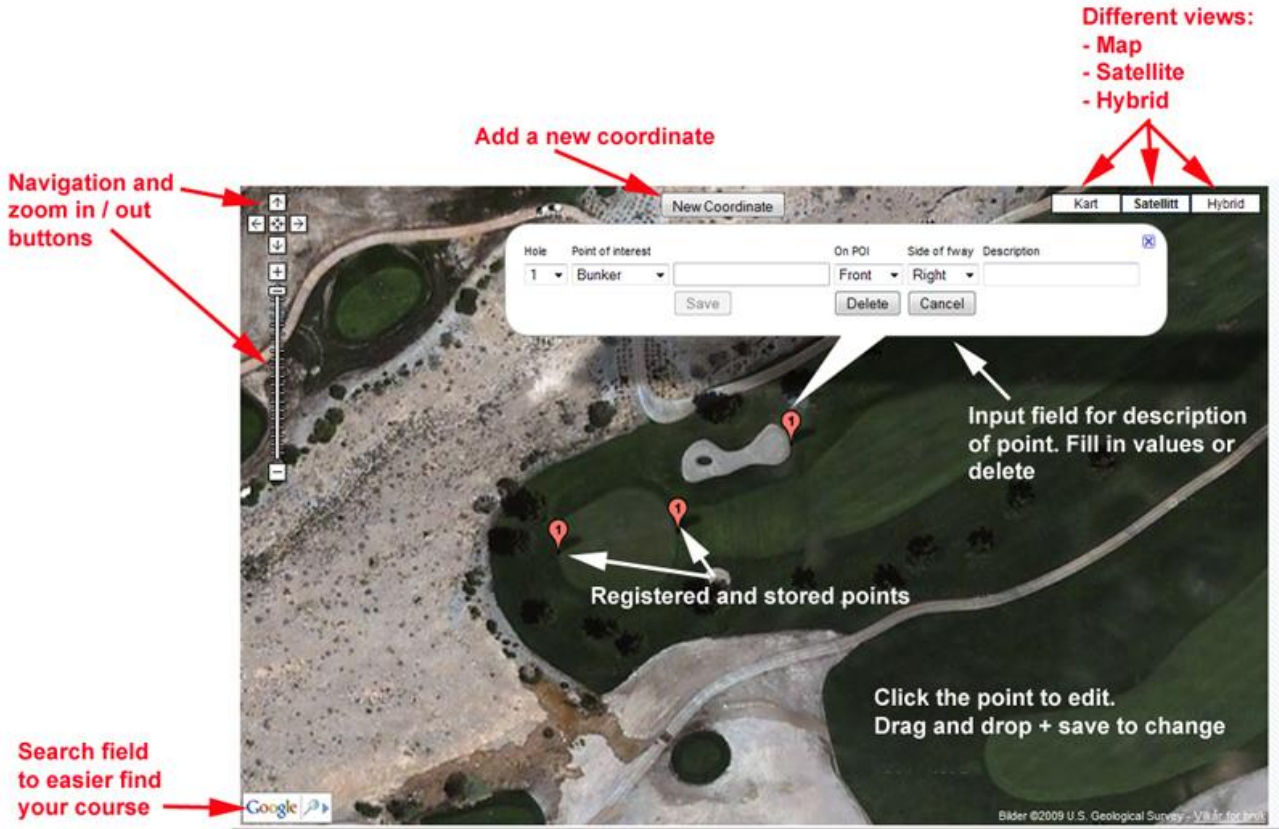 Different views:
- Map
- Satellite
- Hybrid
Add a new coordinate
Navigation and
zoom in / out
buttons
New Coordinate
Kart Satellitt Hybrid
Hole Point of interest On POI Side of fway Description
1 Bunker Front Right
Save Delete Cancel
Input field for description
of point. Fill in values or
delete
1
1
1
Registered and stored points
Click the point to edit.
Drag and drop + save to change
Search field
to easier find
your course
Google
Bilder ©2009 U.S. Geological Survey - Vilkår for bruk